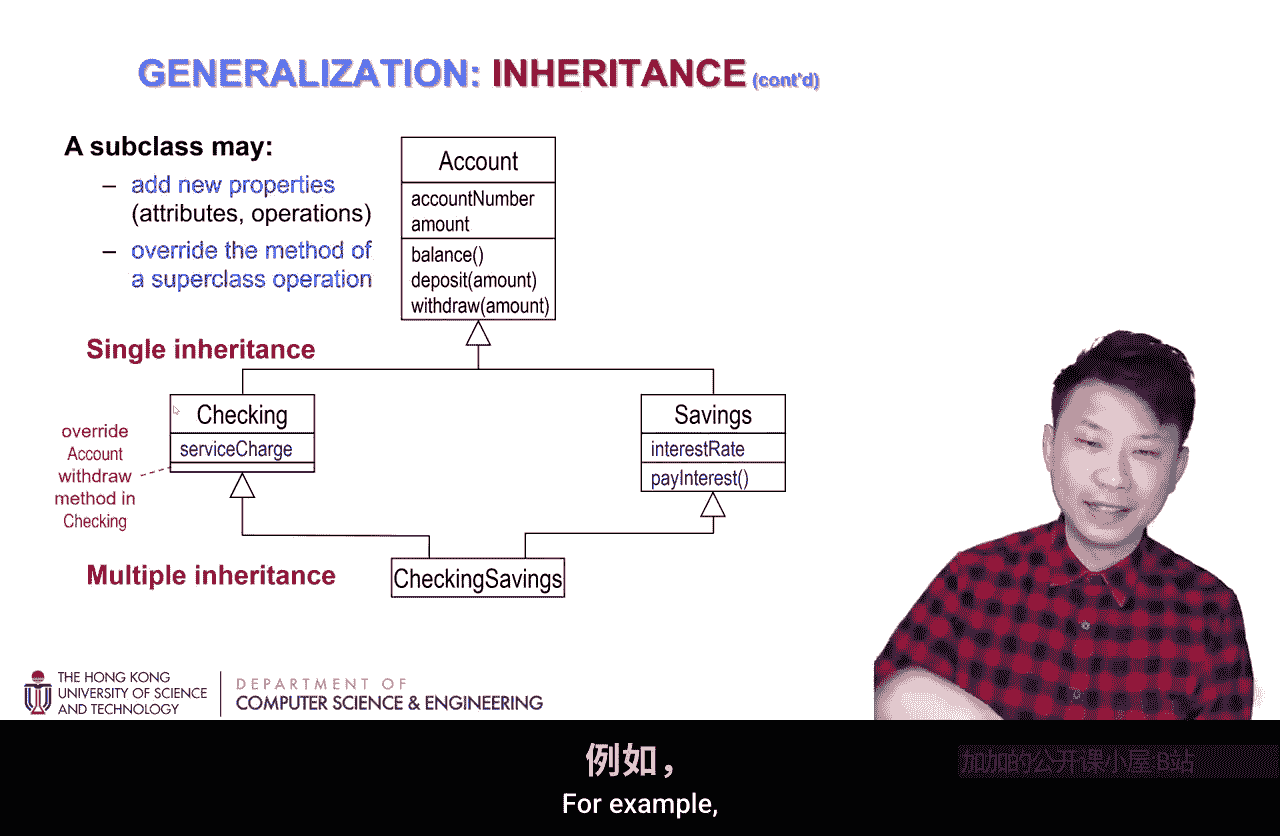 GENERALIZATION: INHERITANCE (cont'd)
A subclass may:
– add new properties
(attributes, operations)
– override the method of
a superclass operation
Account
accountNumber
amount
balance()
deposit(amount)
withdraw(amount)
Single inheritance
Checking
serviceCharge
Savings
interestRate
payInterest()
override
Account
withdraw
method in
Checking
Multiple inheritance
CheckingSavings
THE HONG KONG
UNIVERSITY OF SCIENCE
AND TECHNOLOGY
DEPARTMENT OF
COMPUTER SCIENCE & ENGINEERING
例如，
加加的公开课小屋 B站
For example,